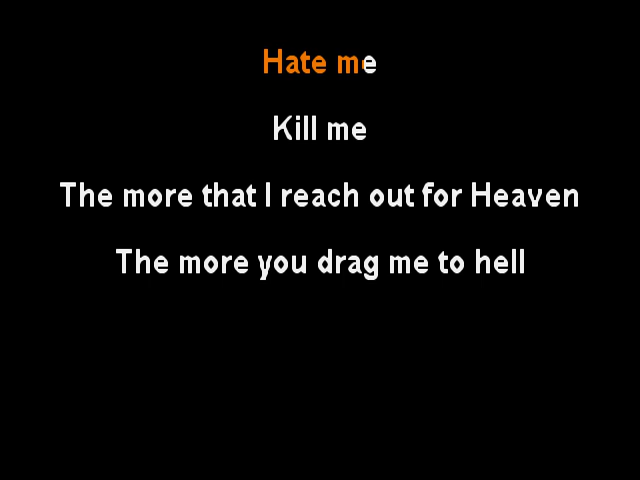 Hate me
Kill me
The more that I reach out for Heaven
The more you drag me to hell